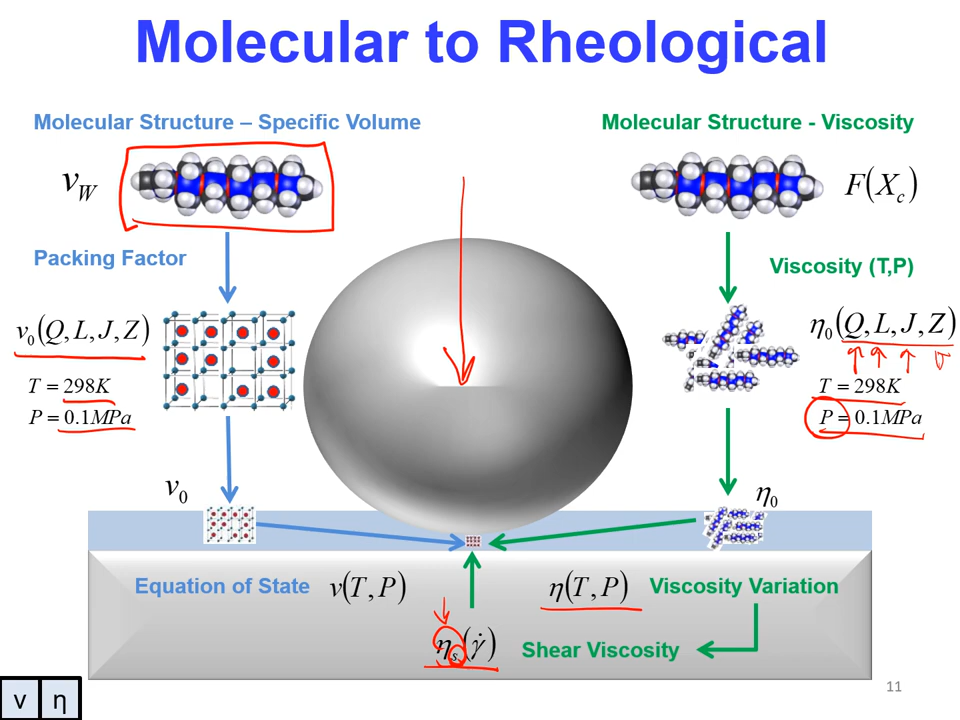 Molecular to Rheological
Molecular Structure – Specific Volume
Molecular Structure - Viscosity
v_W
F(X_c)
Packing Factor
Viscosity (T,P)
v_0(Q, L, J, Z)
η_0(Q, L, J, Z)
T = 298K
P = 0.1MPa
T = 298K
P = 0.1MPa
v_0
η_0
Equation of State v(T, P)
η(T, P) Viscosity Variation
η_s(γ̇) Shear Viscosity
11
v η